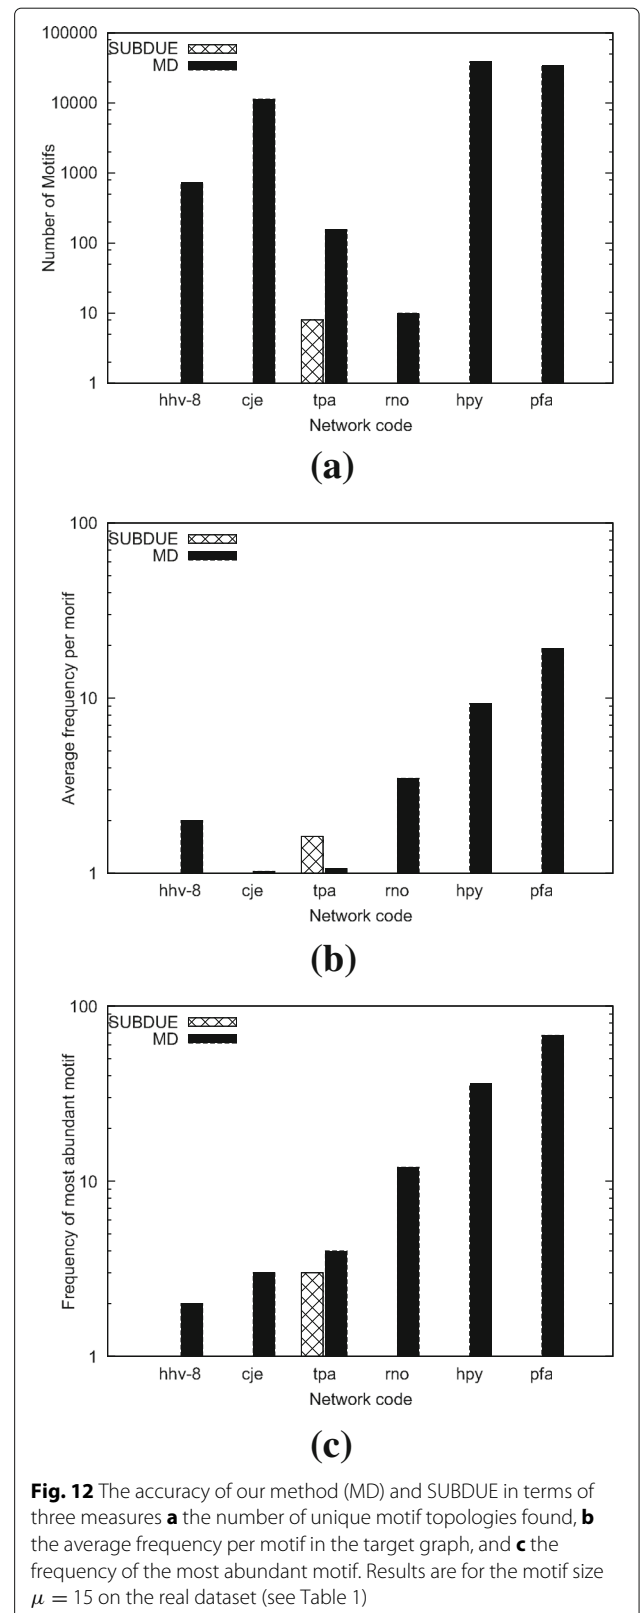 100000
10000
1000
100
10
1
Number of Motifs
SUBDUE
MD
hhv-8 cje tpa rno hpy pfa
Network code
(a)
100
10
1
Average frequency per morif
SUBDUE
MD
hhv-8 cje tpa rno hpy pfa
Network code
(b)
100
10
1
Frequency of most abundant motif
SUBDUE
MD
hhv-8 cje tpa rno hpy pfa
Network code
(c)
Fig. 12 The accuracy of our method (MD) and SUBDUE in terms of
three measures a the number of unique motif topologies found, b
the average frequency per motif in the target graph, and c the
frequency of the most abundant motif. Results are for the motif size
μ = 15 on the real dataset (see Table 1)